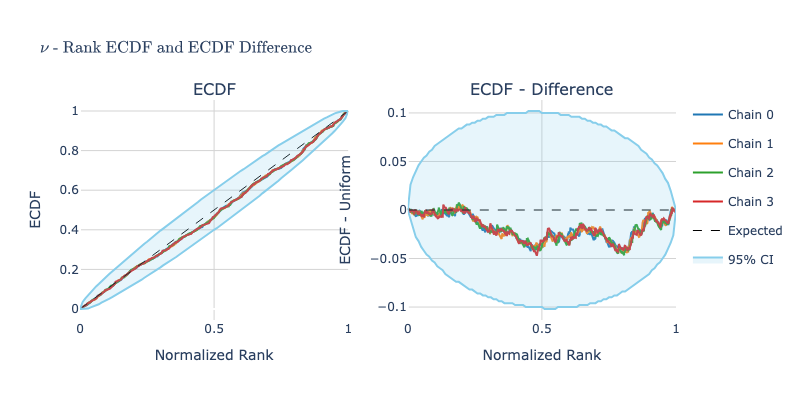 ν - Rank ECDF and ECDF Difference
ECDF
ECDF - Difference
ECDF
1
0.8
0.6
0.4
0.2
0
0
0.5
1
Normalized Rank
ECDF - Uniform
0.1
0.05
0
−0.05
−0.1
0
0.5
1
Normalized Rank
Chain 0
Chain 1
Chain 2
Chain 3
Expected
95% CI